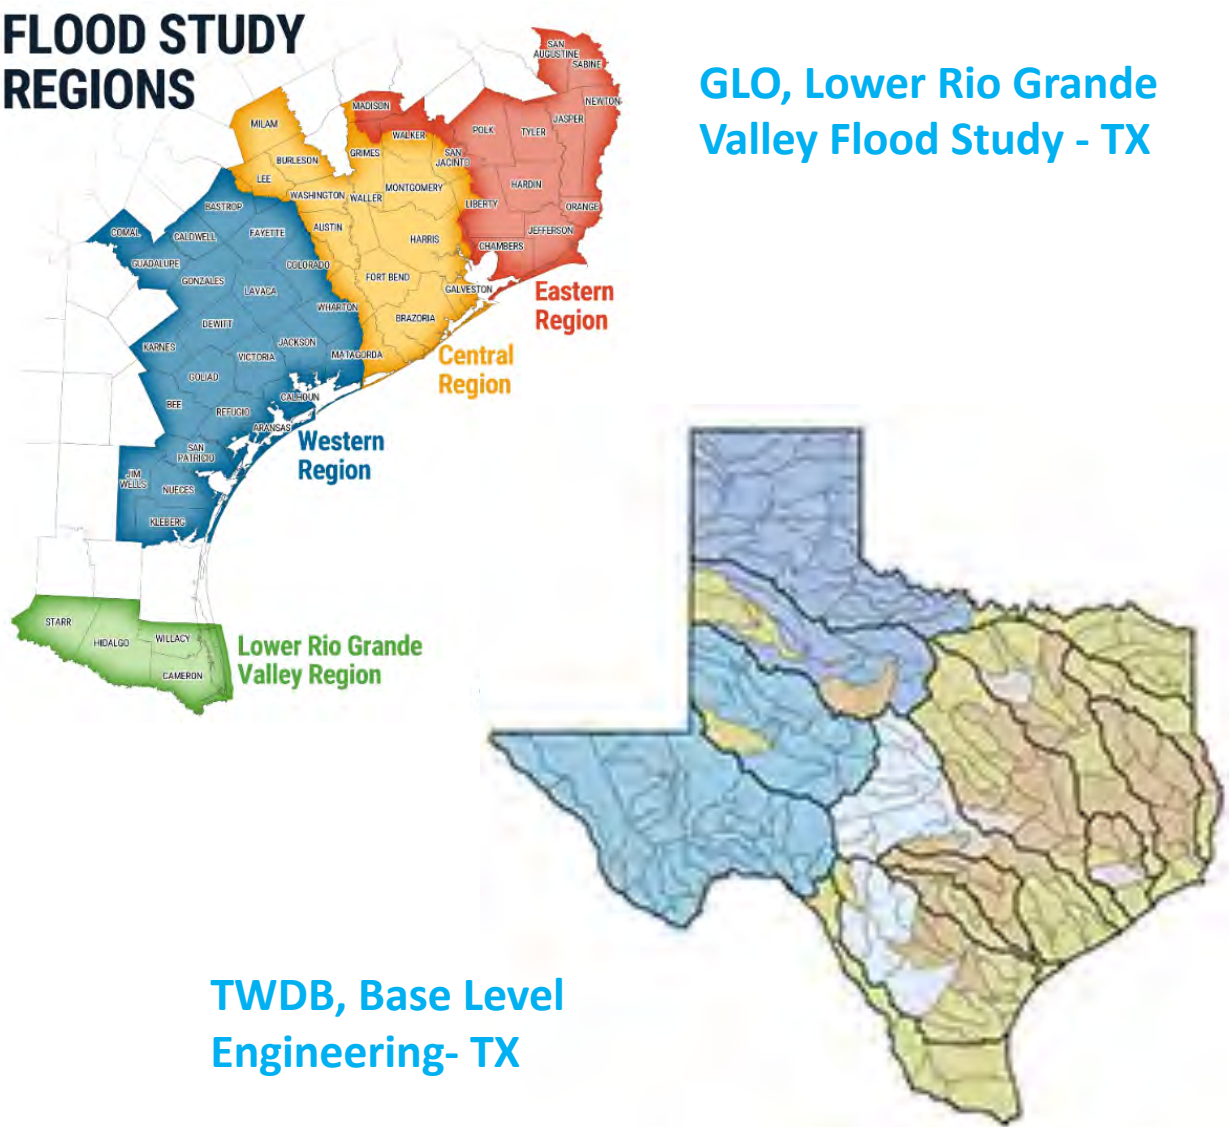 FLOOD STUDY
REGIONS
GLO, Lower Rio Grande
Valley Flood Study - TX
SAN
AUGUSTINE
SABINE
NEWTON
JASPER
MADISON
POLK
TYLER
WALKER
MILAM
GRIMES
SAN
JACINTO
BURLESON
HARDIN
LEE
MONTGOMERY
WASHINGTON
WALLER
LIBERTY
ORANGE
BASTROP
AUSTIN
JEFFERSON
COMAL
CALDWELL
FAYETTE
HARRIS
CHAMBERS
GUADALUPE
COLORADO
GONZALES
FORT BEND
LAVACA
GALVESTON
Eastern
Region
WHARTON
BRAZORIA
DEWITT
JACKSON
KARNES
VICTORIA
MATAGORDA
Central
Region
GOLIAD
CALHOUN
BEE
REFUGIO
ARANSAS
Western
Region
SAN
PATRICIO
JIM
WELLS
NUECES
KLEBERG
STARR
HIDALGO
WILLACY
CAMERON
Lower Rio Grande
Valley Region
TWDB, Base Level
Engineering- TX